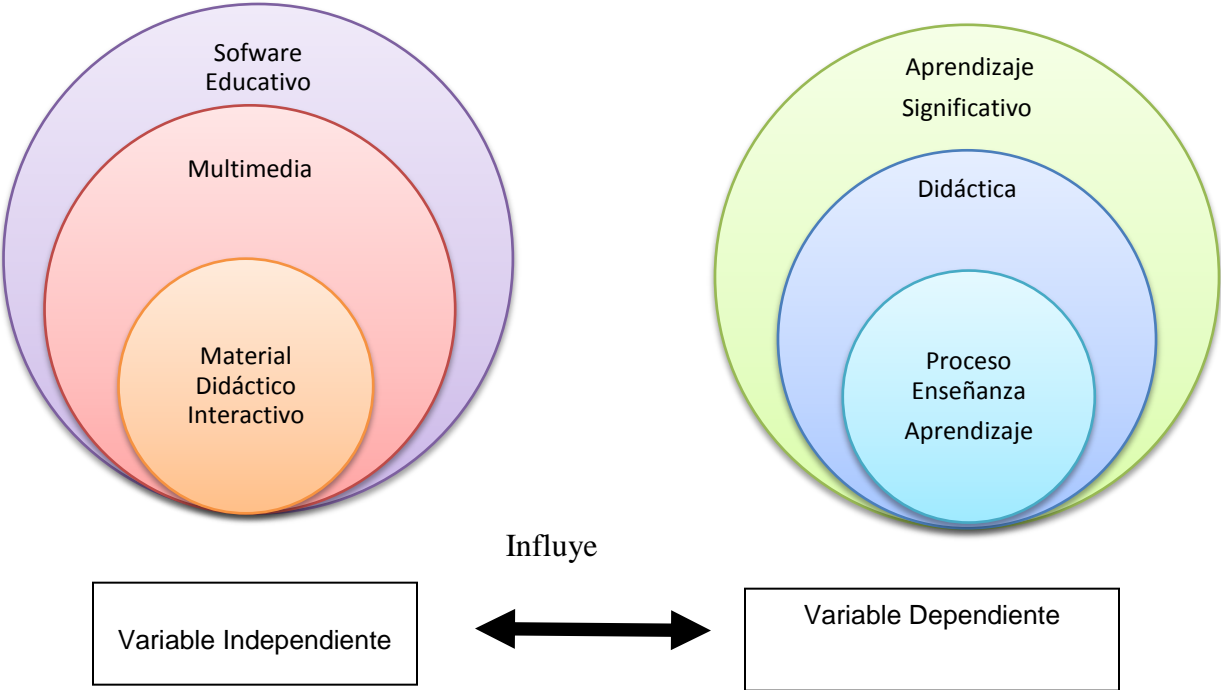 Sofware
Educativo
Multimedia
Material
Didáctico
Interactivo
Aprendizaje
Significativo
Didáctica
Proceso
Enseñanza
Aprendizaje
Influye
Variable Independiente
Variable Dependiente